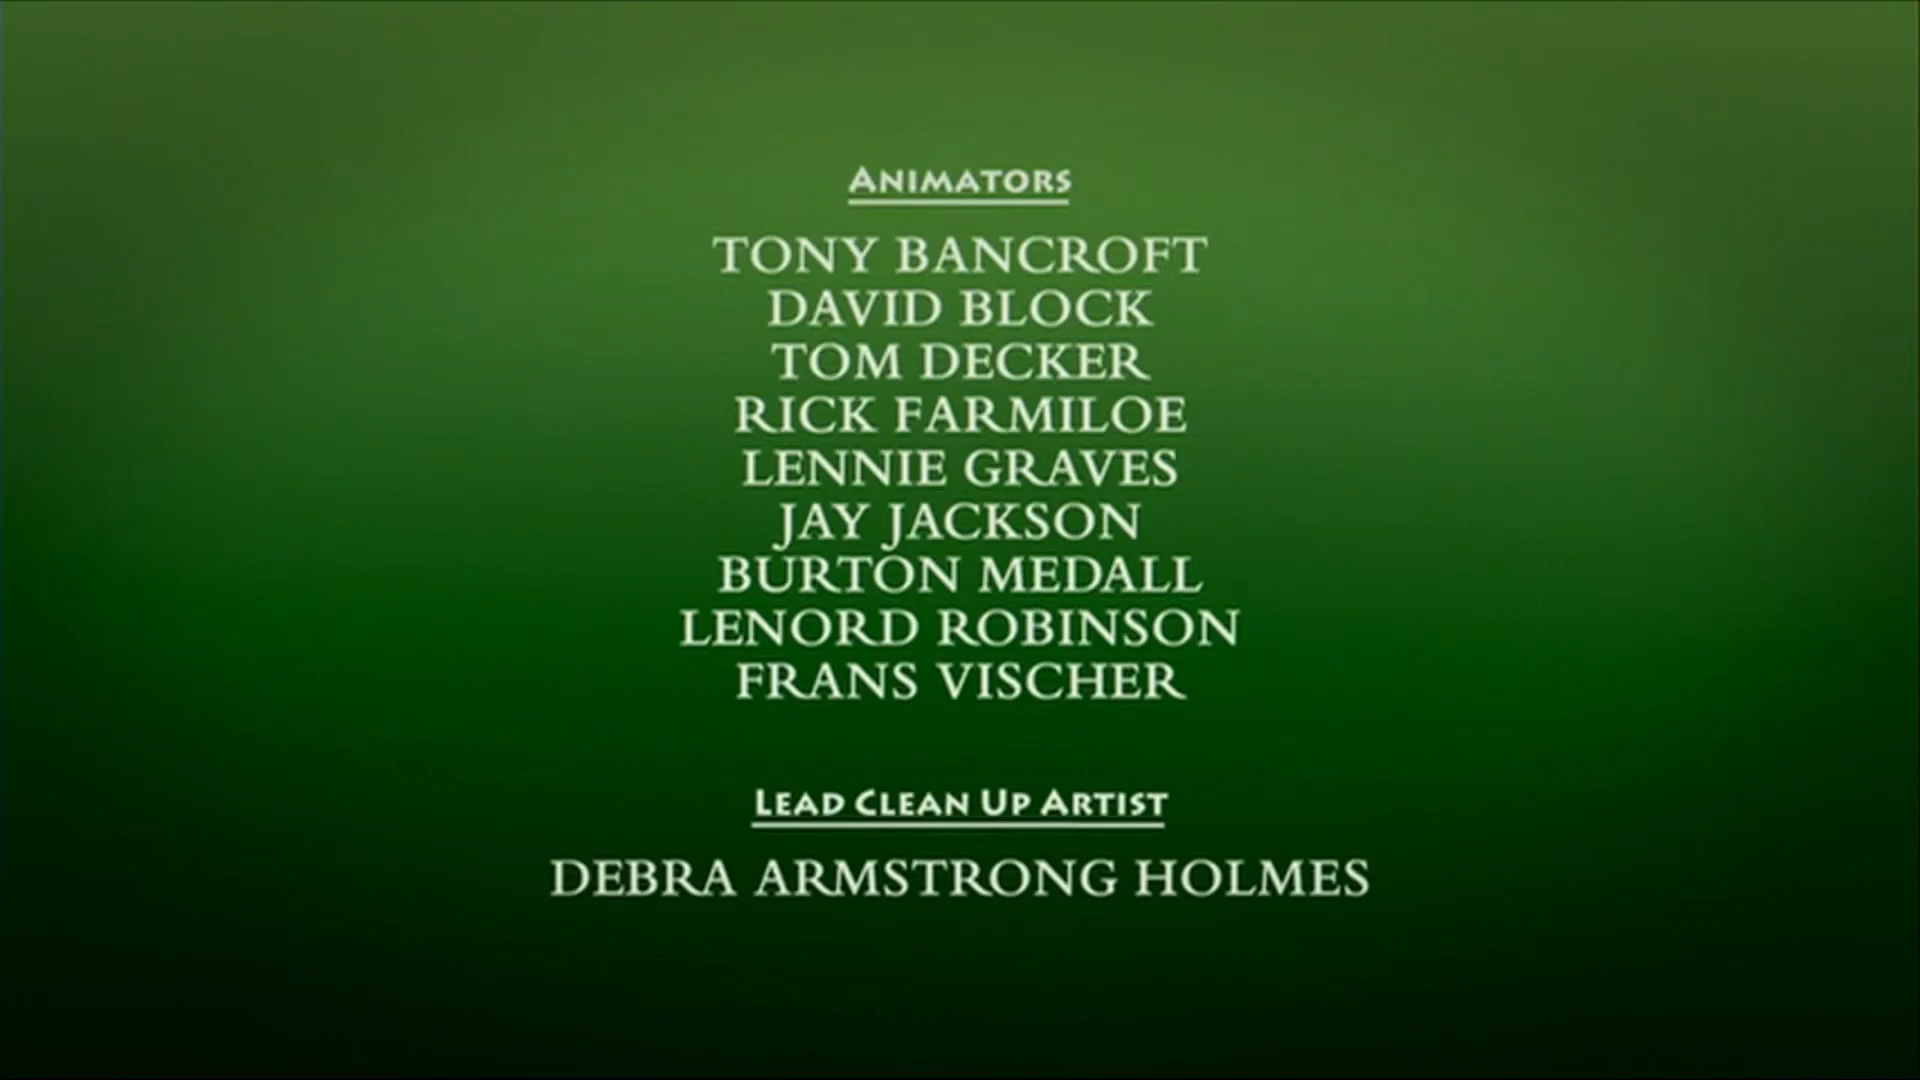 ANIMATORS
TONY BANCROFT
DAVID BLOCK
TOM DECKER
RICK FARMILOE
LENNIE GRAVES
JAY JACKSON
BURTON MEDALL
LENORD ROBINSON
FRANS VISCHER
LEAD CLEAN UP ARTIST
DEBRA ARMSTRONG HOLMES